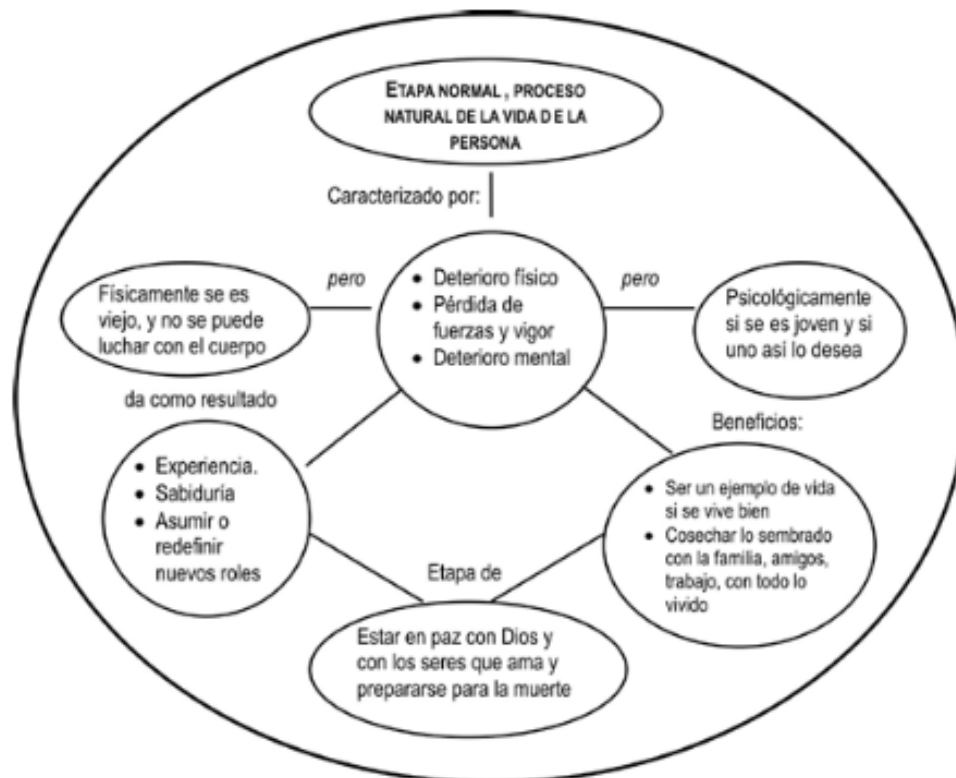 ETAPA NORMAL , PROCESO
NATURAL DE LA VIDA D E LA
PERSONA
Caracterizado por:
pero
pero
Físicamente se es
viejo, y no se puede
luchar con el cuerpo
• Deterioro físico
• Pérdida de
fuerzas y vigor
• Deterioro mental
Psicológicamente
si se es joven y si
uno así lo desea
da como resultado
Beneficios:
• Experiencia.
• Sabiduría
• Asumir o
redefinir
nuevos roles
• Ser un ejemplo de vida
si se vive bien
• Cosechar lo sembrado
con la familia, amigos,
trabajo, con todo lo
vivido
Etapa de
Estar en paz con Dios y
con los seres que ama y
prepararse para la muerte